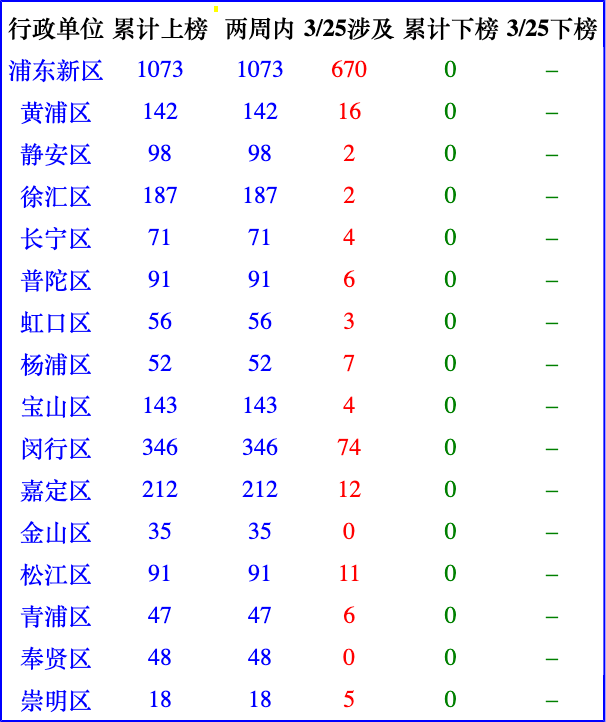 行政单位 累计上榜 两周内 3/25涉及 累计下榜 3/25下榜
浦东新区 1073 1073 670 0 –
黄浦区 142 142 16 0 –
静安区 98 98 2 0 –
徐汇区 187 187 2 0 –
长宁区 71 71 4 0 –
普陀区 91 91 6 0 –
虹口区 56 56 3 0 –
杨浦区 52 52 7 0 –
宝山区 143 143 4 0 –
闵行区 346 346 74 0 –
嘉定区 212 212 12 0 –
金山区 35 35 0 0 –
松江区 91 91 11 0 –
青浦区 47 47 6 0 –
奉贤区 48 48 0 0 –
崇明区 18 18 5 0 –